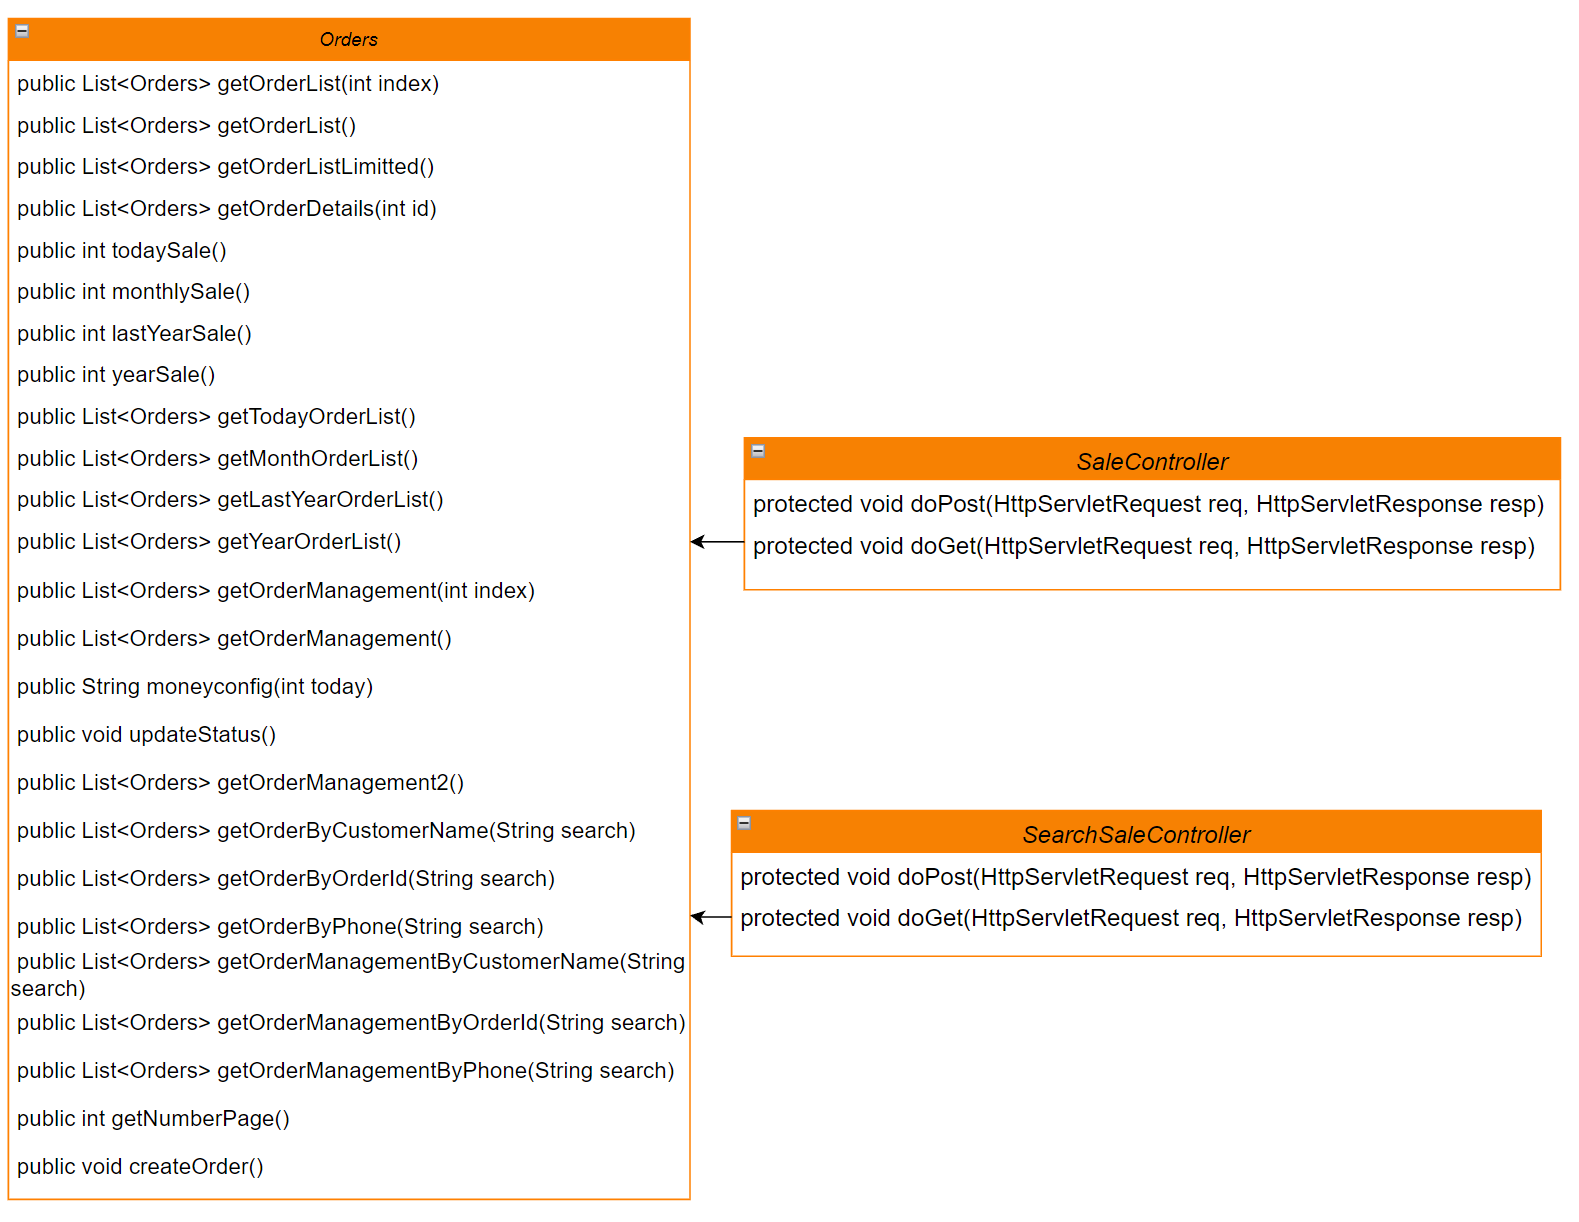 Orders
public List<Orders> getOrderList(int index)
public List<Orders> getOrderList()
public List<Orders> getOrderListLimitted()
public List<Orders> getOrderDetails(int id)
public int todaySale()
public int monthlySale()
public int lastYearSale()
public int yearSale()
public List<Orders> getTodayOrderList()
public List<Orders> getMonthOrderList()
public List<Orders> getLastYearOrderList()
public List<Orders> getYearOrderList()
public List<Orders> getOrderManagement(int index)
public List<Orders> getOrderManagement()
public String moneyconfig(int today)
public void updateStatus()
public List<Orders> getOrderManagement2()
public List<Orders> getOrderByCustomerName(String search)
public List<Orders> getOrderByOrderId(String search)
public List<Orders> getOrderByPhone(String search)
public List<Orders> getOrderManagementByCustomerName(String
search)
public List<Orders> getOrderManagementByOrderId(String search)
public List<Orders> getOrderManagementByPhone(String search)
public int getNumberPage()
public void createOrder()
SaleController
protected void doPost(HttpServletRequest req, HttpServletResponse resp)
protected void doGet(HttpServletRequest req, HttpServletResponse resp)
SearchSaleController
protected void doPost(HttpServletRequest req, HttpServletResponse resp)
protected void doGet(HttpServletRequest req, HttpServletResponse resp)